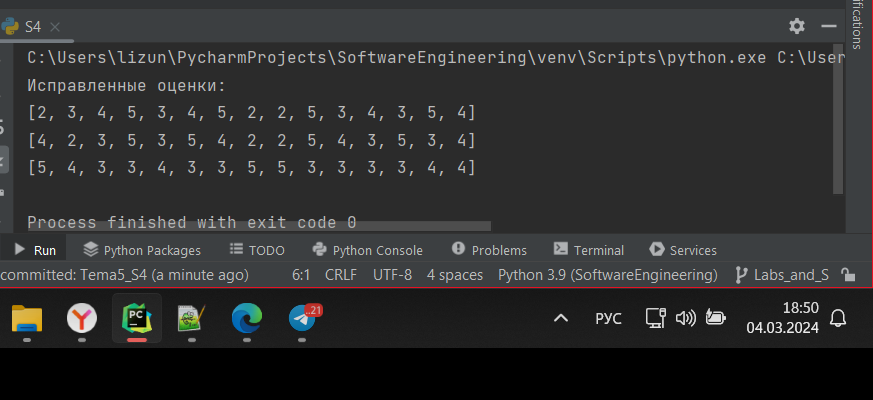 S4
ifications
C:\Users\lizun\PycharmProjects\SoftwareEngineering\venv\Scripts\python.exe C:\User
Исправленные оценки:
[2, 3, 4, 5, 3, 4, 5, 2, 2, 5, 3, 4, 3, 5, 4]
[4, 2, 3, 5, 3, 5, 4, 2, 2, 5, 4, 3, 5, 3, 4]
[5, 4, 3, 3, 4, 3, 3, 5, 5, 3, 3, 3, 3, 4, 4]
Process finished with exit code 0
Run Python Packages TODO Python Console Problems Terminal Services
committed: Tema5_S4 (a minute ago) 6:1 CRLF UTF-8 4 spaces Python 3.9 (SoftwareEngineering) Labs_and_S
PC ..21 РУС 18:50
04.03.2024